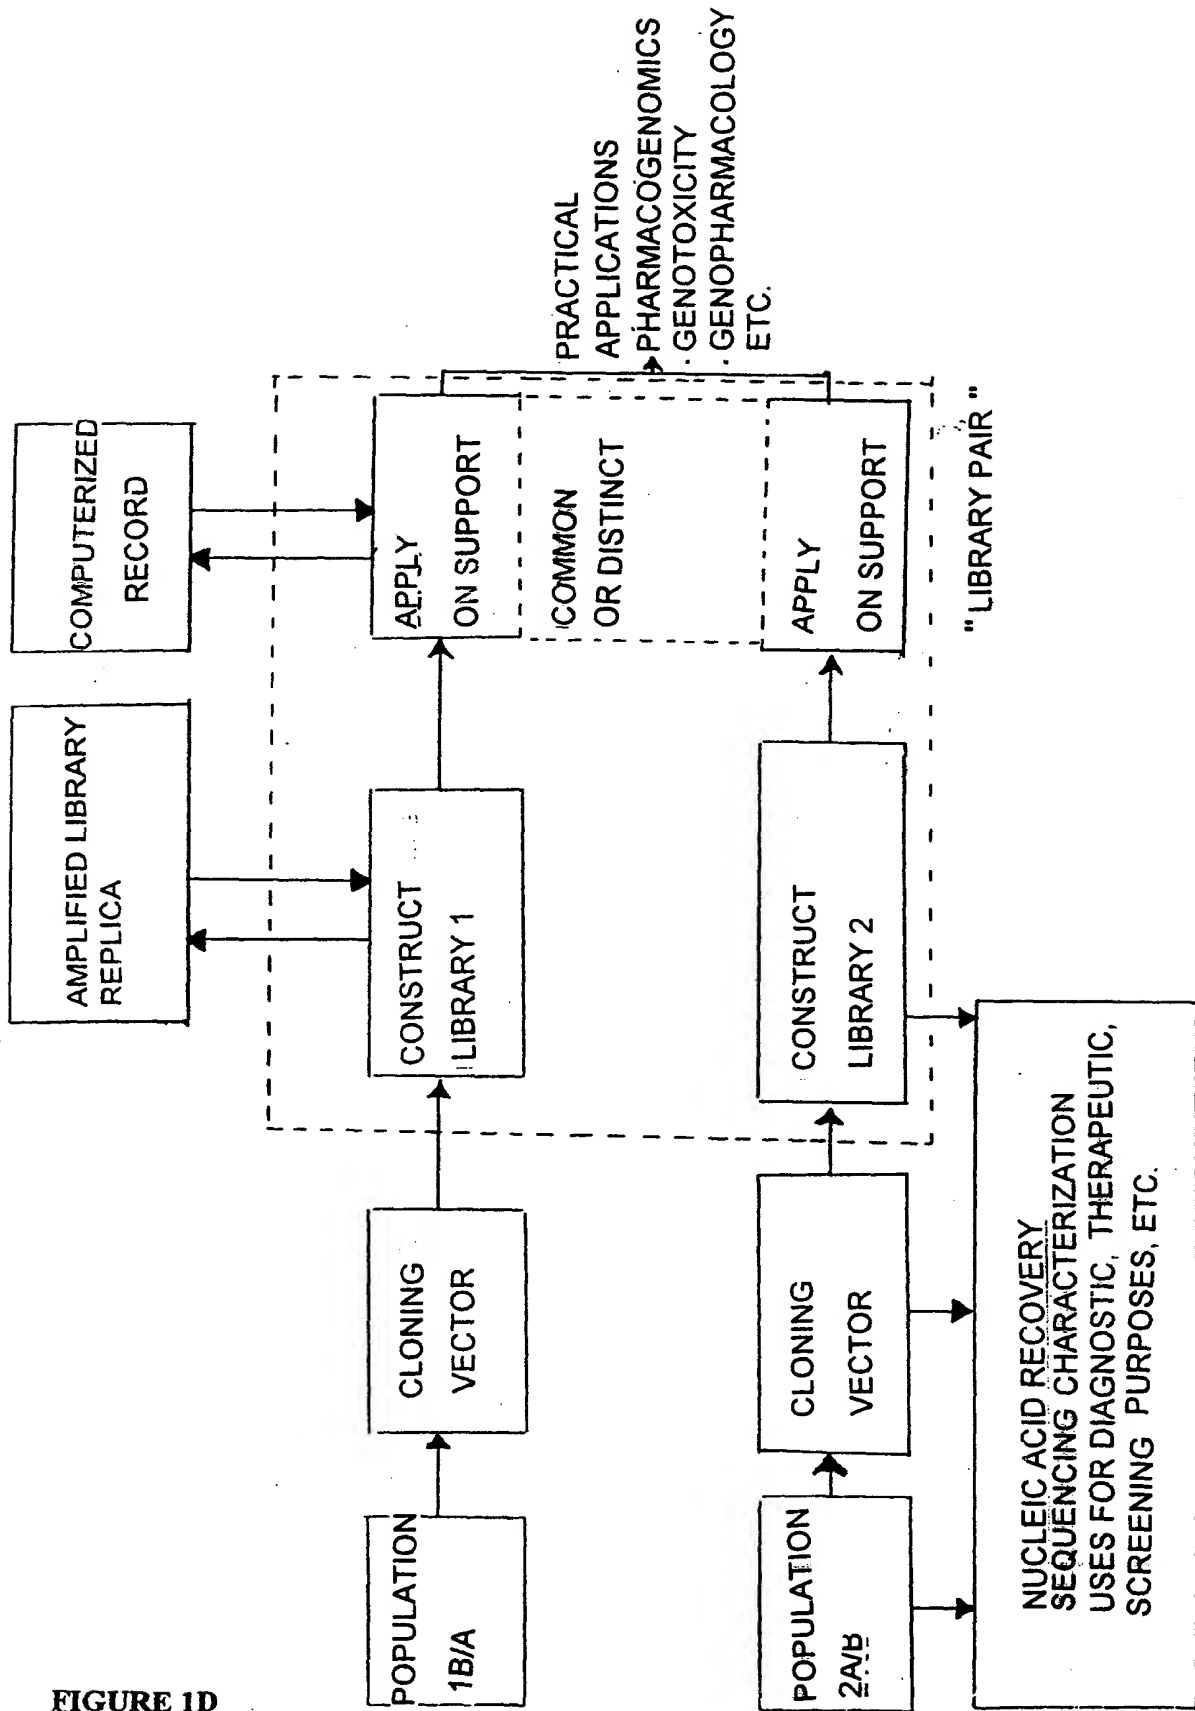 AMPLIFIED LIBRARY
REPLICA
COMPUTERIZED
RECORD
POPULATION
1B/A
CLONING
VECTOR
CONSTRUCT
LIBRARY 1
APPLY
ON SUPPORT
COMMON
OR DISTINCT
PRACTICAL
APPLICATIONS
PHARMACOGENOMICS
· GENOTOXICITY
· GENOPHARMACOLOGY
ETC.
POPULATION
2A/B
CLONING
VECTOR
CONSTRUCT
LIBRARY 2
APPLY
ON SUPPORT
"LIBRARY PAIR"
NUCLEIC ACID RECOVERY
SEQUENCING CHARACTERIZATION
USES FOR DIAGNOSTIC, THERAPEUTIC,
SCREENING PURPOSES, ETC.
FIGURE 1D